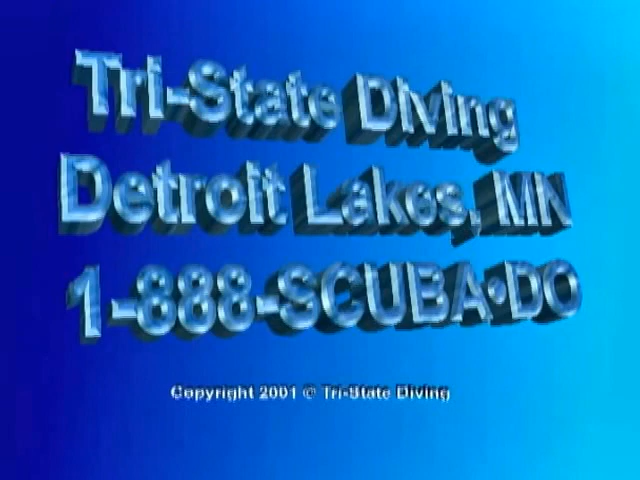 Tri-State Diving
Detroit Lakes, MN
1-888-SCUBA•DO
Copyright 2001 © Tri-State Diving